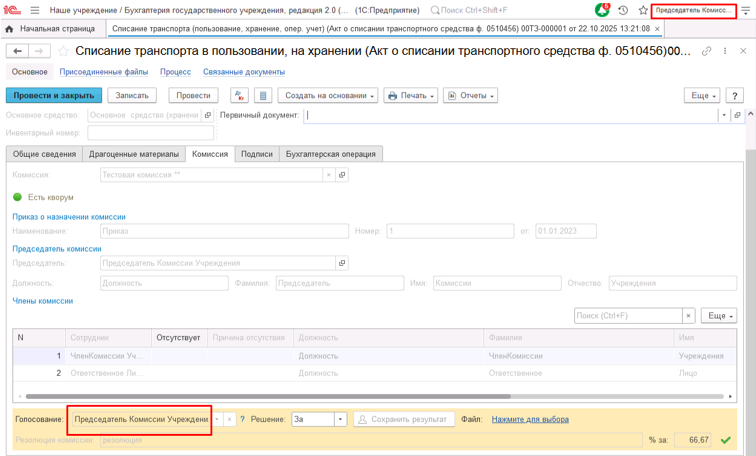 1С Наше учреждение / Бухгалтерия государственного учреждения, редакция 2.0 (... (1С:Предприятие) Поиск Ctrl+Shift+F 5 Председатель Комисс...
Начальная страница Списание транспорта (пользование, хранение, опер. учет) (Акт о списании транспортного средства ф. 0510456) 00ТЗ-000001 от 22.10.2025 13:21:08 ×
Списание транспорта в пользовании, на хранении (Акт о списании транспортного средства ф. 0510456)00...
Основное Присоединенные файлы Процесс Связанные документы
Провести и закрыть Записать Провести Дт Кт Создать на основании Печать Отчеты Еще ?
Основное средство: Основное средство (хранени Первичный документ:
Инвентарный номер:
Общие сведения Драгоценные материалы Комиссия Подписи Бухгалтерская операция
Комиссия: Тестовая комиссия **
Есть кворум
Приказ о назначении комиссии
Наименование: Приказ Номер: 1 от: 01.01.2023
Председатель комиссии
Председатель: Председатель Комиссии Учреждения
Должность: Должность Фамилия: Председатель Имя: Комиссии Отчество: Учреждения
Члены комиссии
Поиск (Ctrl+F) × Еще
N Сотрудник Отсутствует Причина отсутствия Должность Фамилия Имя
1 ЧленКомиссии Уч... Должность ЧленКомиссии Учреждения
2 Ответственное Ли... Должность Ответственное Лицо
Голосование: Председатель Комиссии Учреждени ? Решение: За Сохранить результат Файл: Нажмите для выбора
Резолюция комиссии: резолюция % за: 66,67